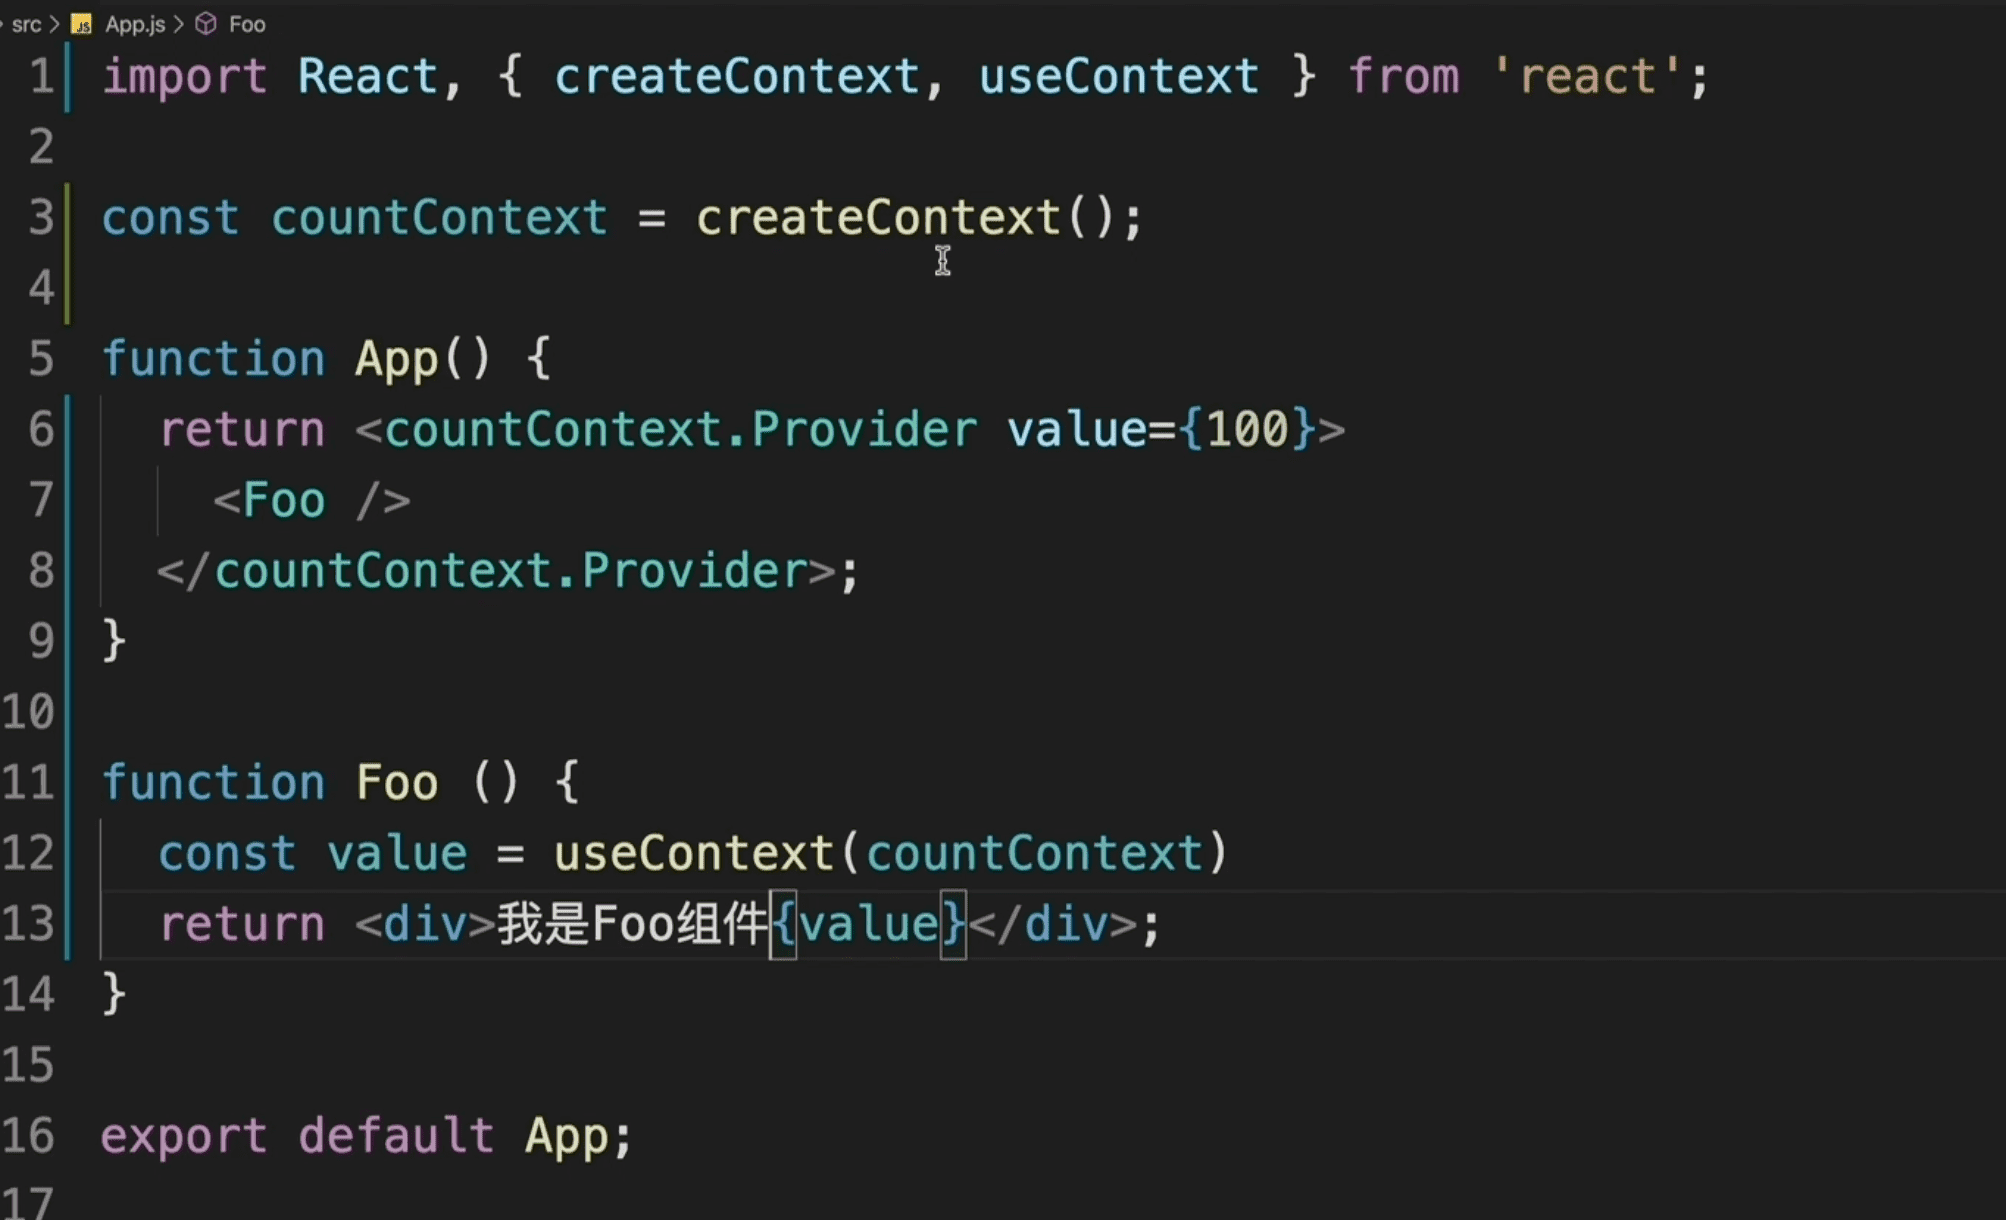 src > JS App.js > Foo
1 import React, { createContext, useContext } from 'react';
2
3 const countContext = createContext();
4
5 function App() {
6 return <countContext.Provider value={100}>
7 <Foo />
8 </countContext.Provider>;
9 }
10
11 function Foo () {
12 const value = useContext(countContext)
13 return <div>我是Foo组件{value}</div>;
14 }
15
16 export default App;
17